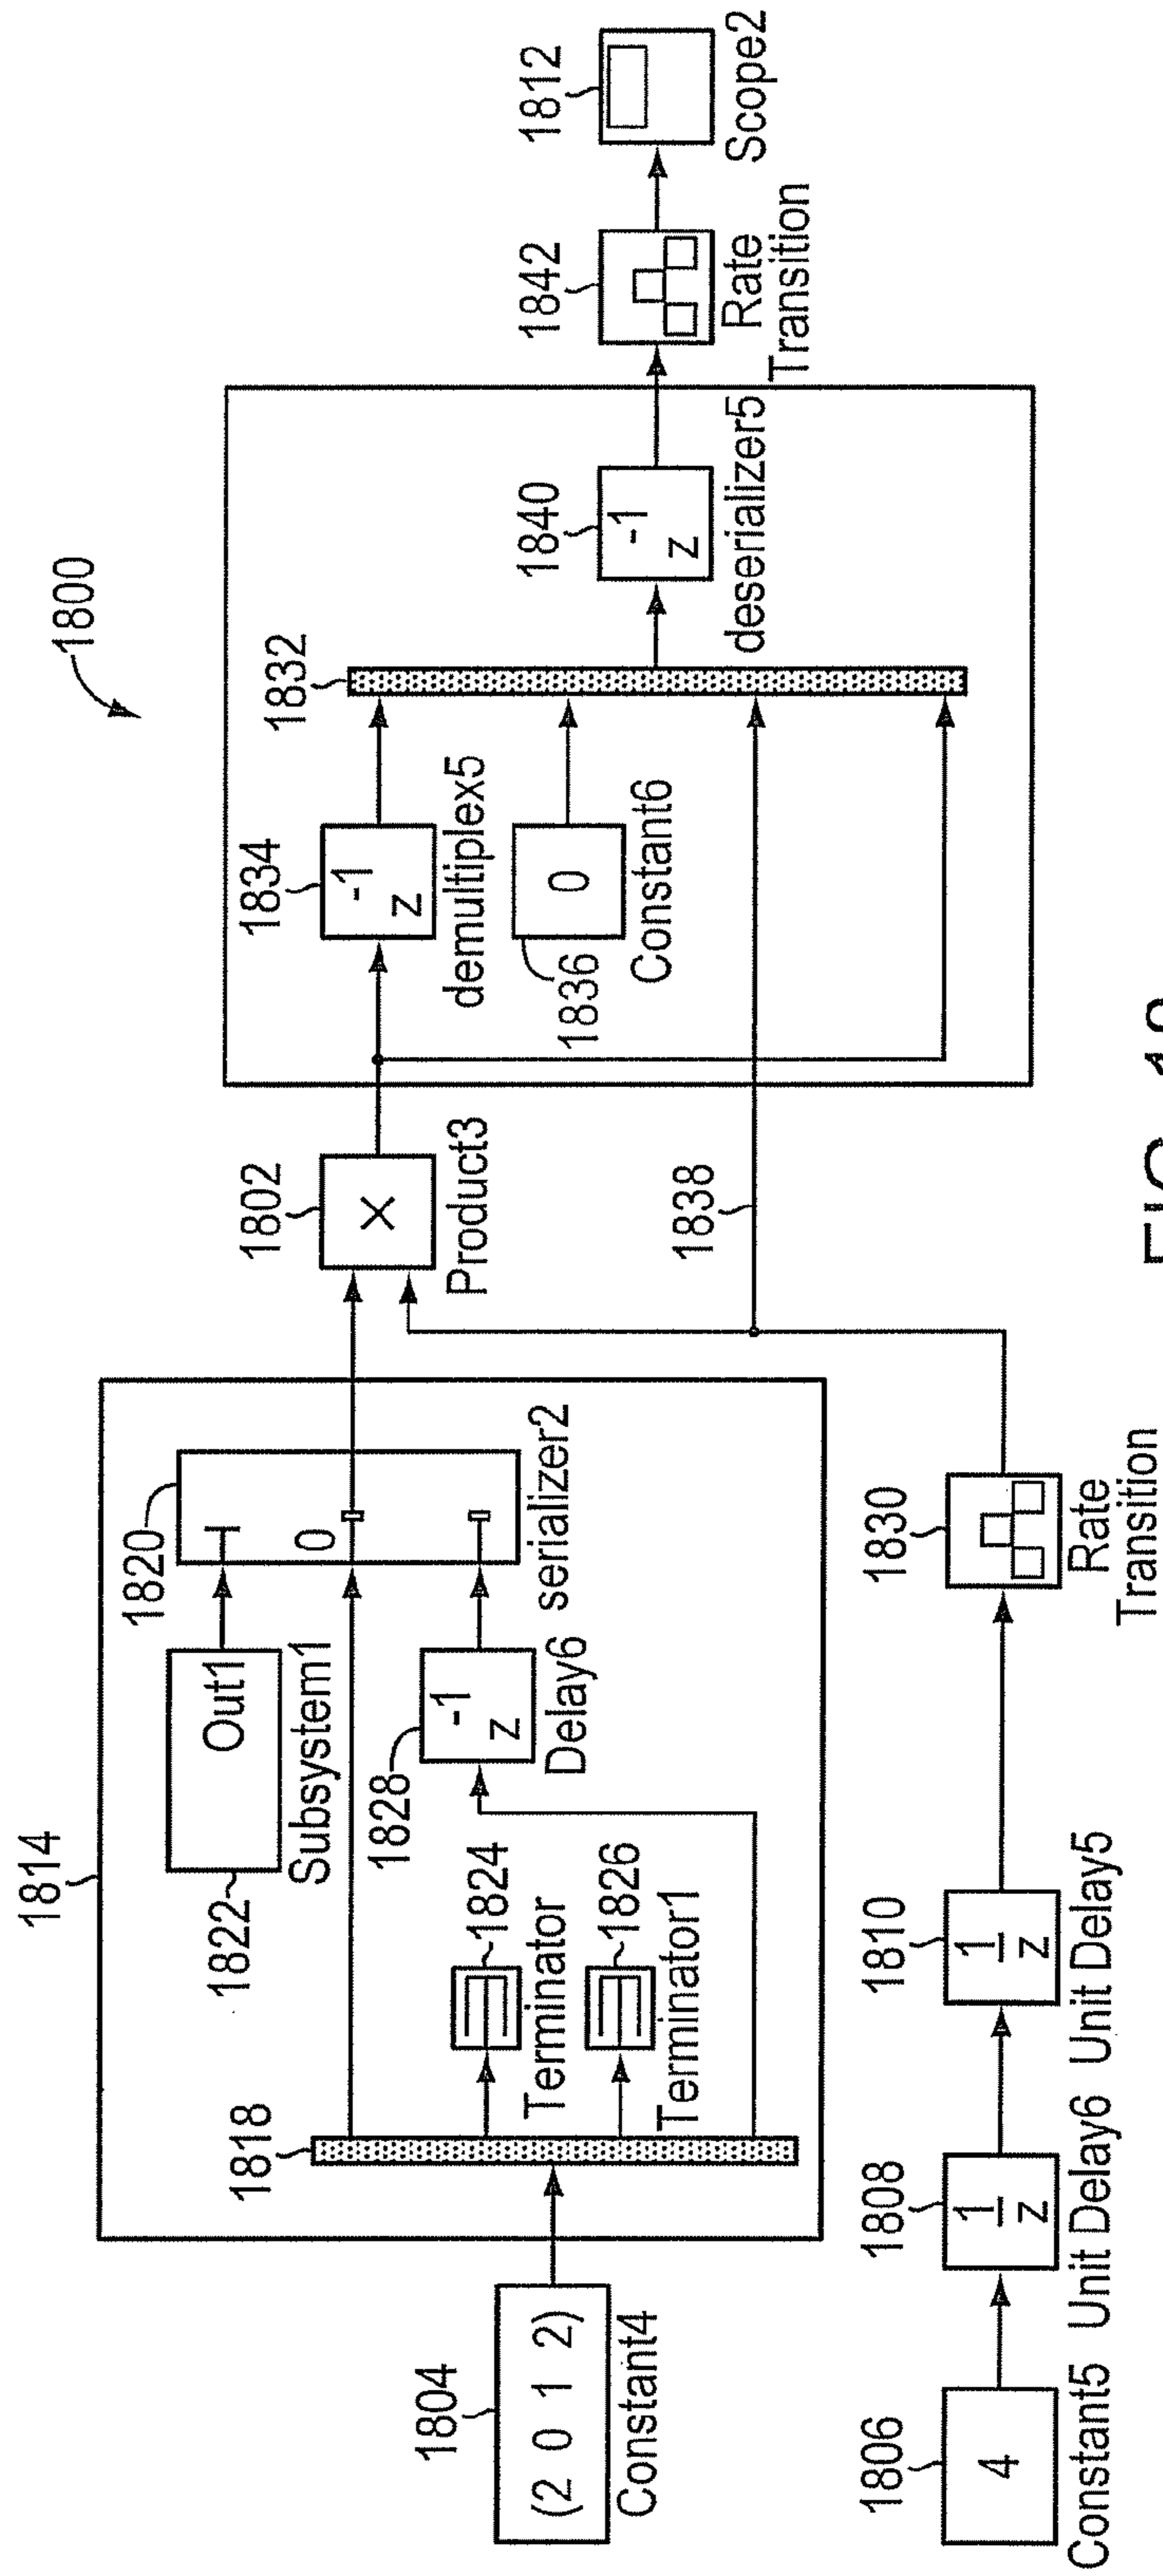 1800
1814
1820
1822
Out1
Subsystem1
0
serializer2
1828
-1
z
Delay6
1818
1824
Terminator
1826
Terminator1
1804
(2 0 1 2)
Constant4
1802
×
Product3
1834
-1
z
demultiplex5
1832
1836
0
Constant6
1838
1840
-1
z
deserializer5
1842
Rate
Transition
1812
Scope2
1806
4
Constant5
1808
1
z
Unit Delay6
1810
1
z
Unit Delay5
1830
Rate
Transition